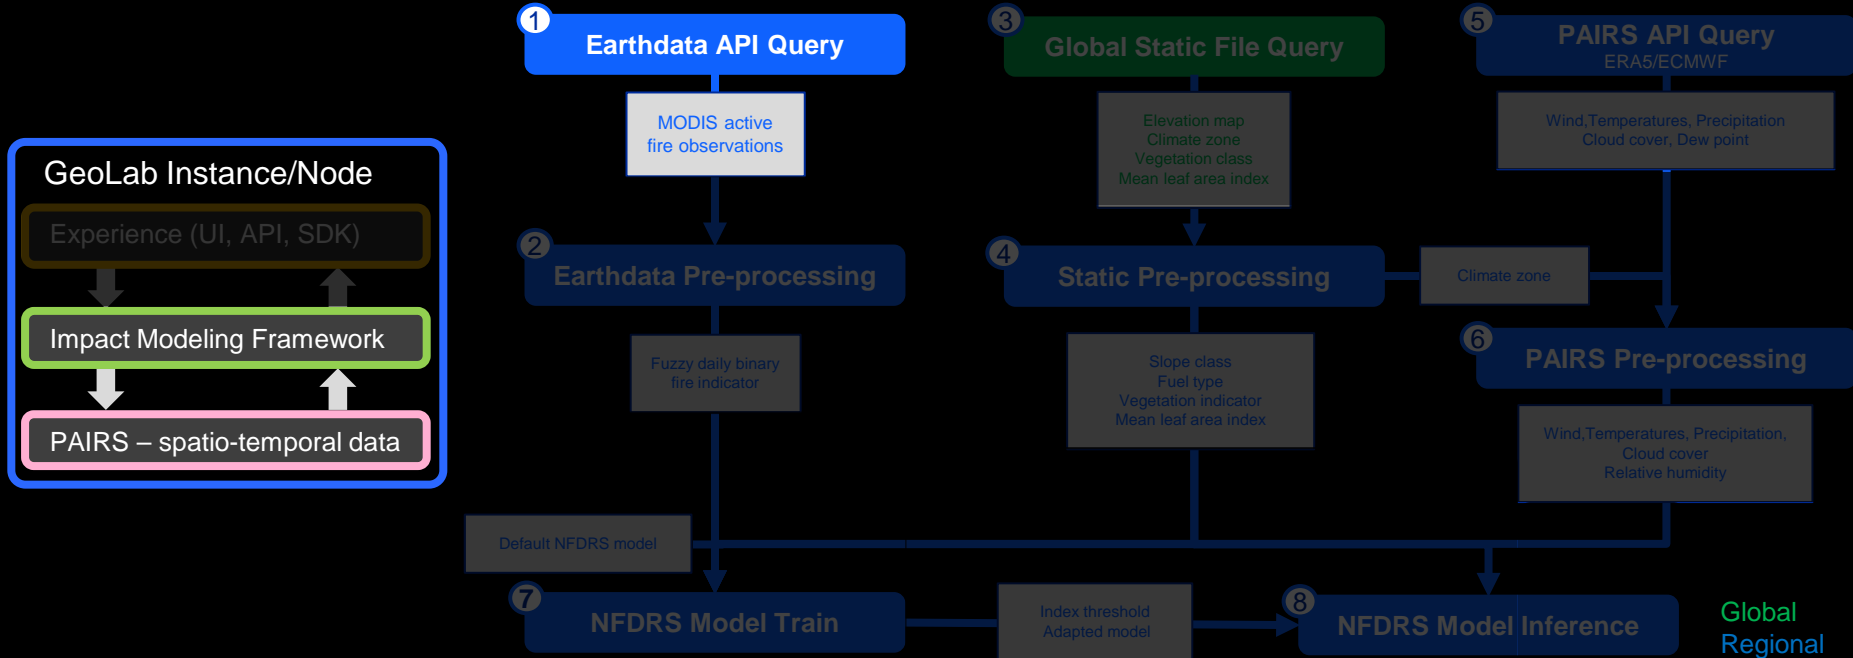 GeoLab Instance/Node
Experience (UI, API, SDK)
Impact Modeling Framework
PAIRS – spatio-temporal data
1
Earthdata API Query
MODIS active
fire observations
2
Earthdata Pre-processing
Fuzzy daily binary
fire indicator
3
Global Static File Query
Elevation map
Climate zone
Vegetation class
Mean leaf area index
4
Static Pre-processing
Climate zone
Slope class
Fuel type
Vegetation indicator
Mean leaf area index
5
PAIRS API Query
ERA5/ECMWF
Wind,Temperatures, Precipitation
Cloud cover, Dew point
6
PAIRS Pre-processing
Wind,Temperatures, Precipitation,
Cloud cover
Relative humidity
Default NFDRS model
7
NFDRS Model Train
Index threshold
Adapted model
8
NFDRS Model Inference
Global
Regional